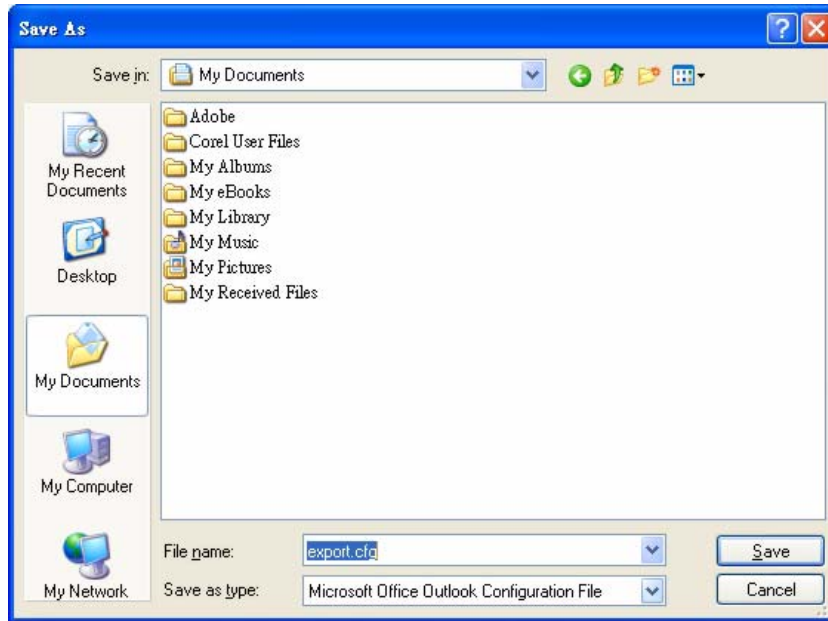 Save As
Save in:
My Documents
My Recent
Documents
Desktop
My Documents
My Computer
My Network
Adobe
Corel User Files
My Albums
My eBooks
My Library
My Music
My Pictures
My Received Files
File name:
export.cfg
Save
Save as type:
Microsoft Office Outlook Configuration File
Cancel